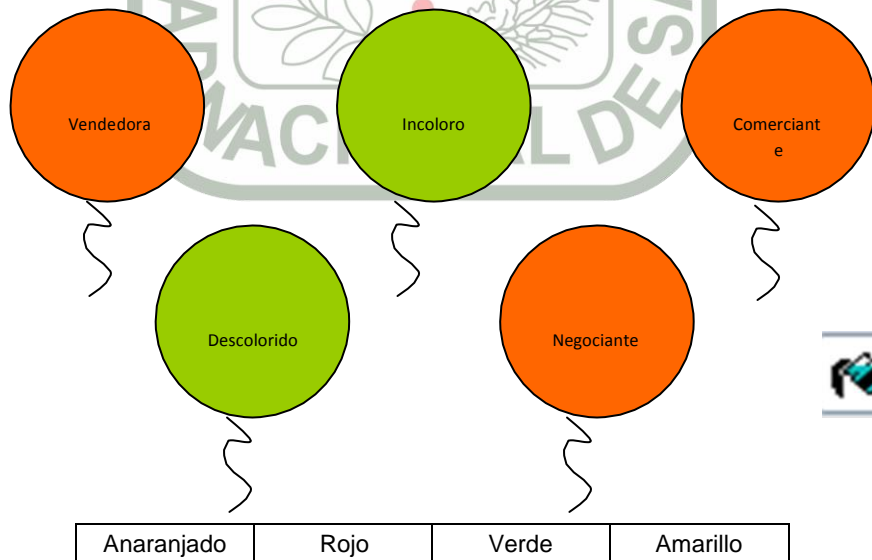 Vendedora
Incoloro
Comerciant
e
Descolorido
Negociante
Anaranjado Rojo Verde Amarillo